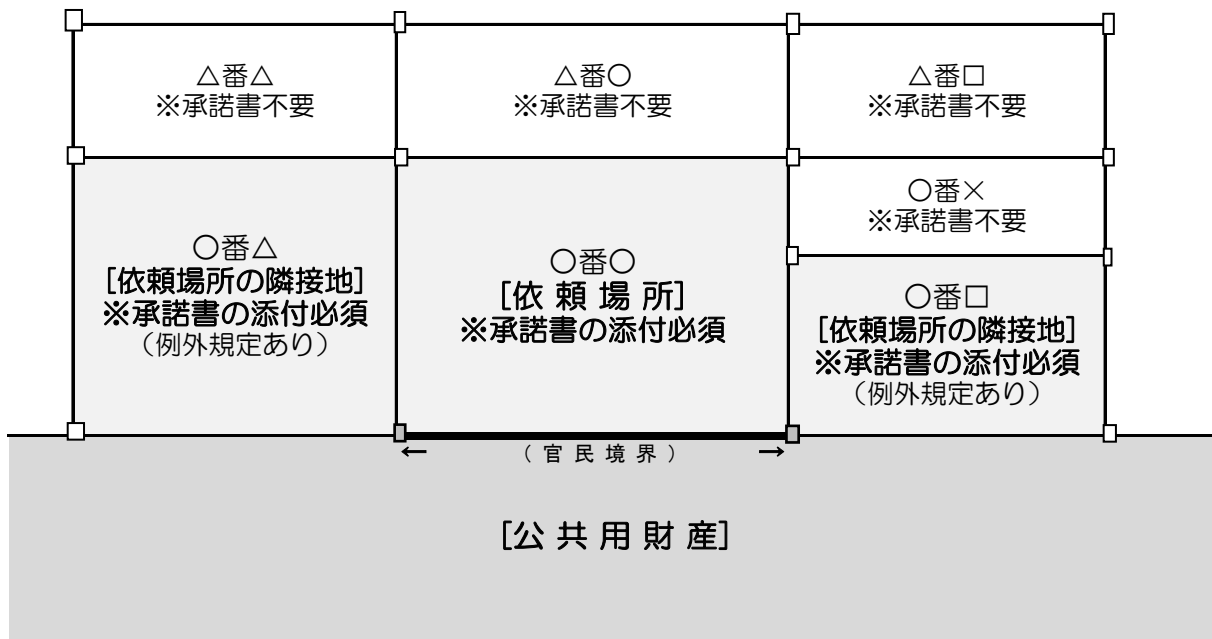 △番△
※承諾書不要
△番〇
※承諾書不要
△番□
※承諾書不要
〇番×
※承諾書不要
〇番△
[依頼場所の隣接地]
※承諾書の添付必須
（例外規定あり）
〇番〇
[依 頼 場 所]
※承諾書の添付必須
〇番□
[依頼場所の隣接地]
※承諾書の添付必須
（例外規定あり）
← （ 官 民 境 界 ） →
[公 共 用 財 産]